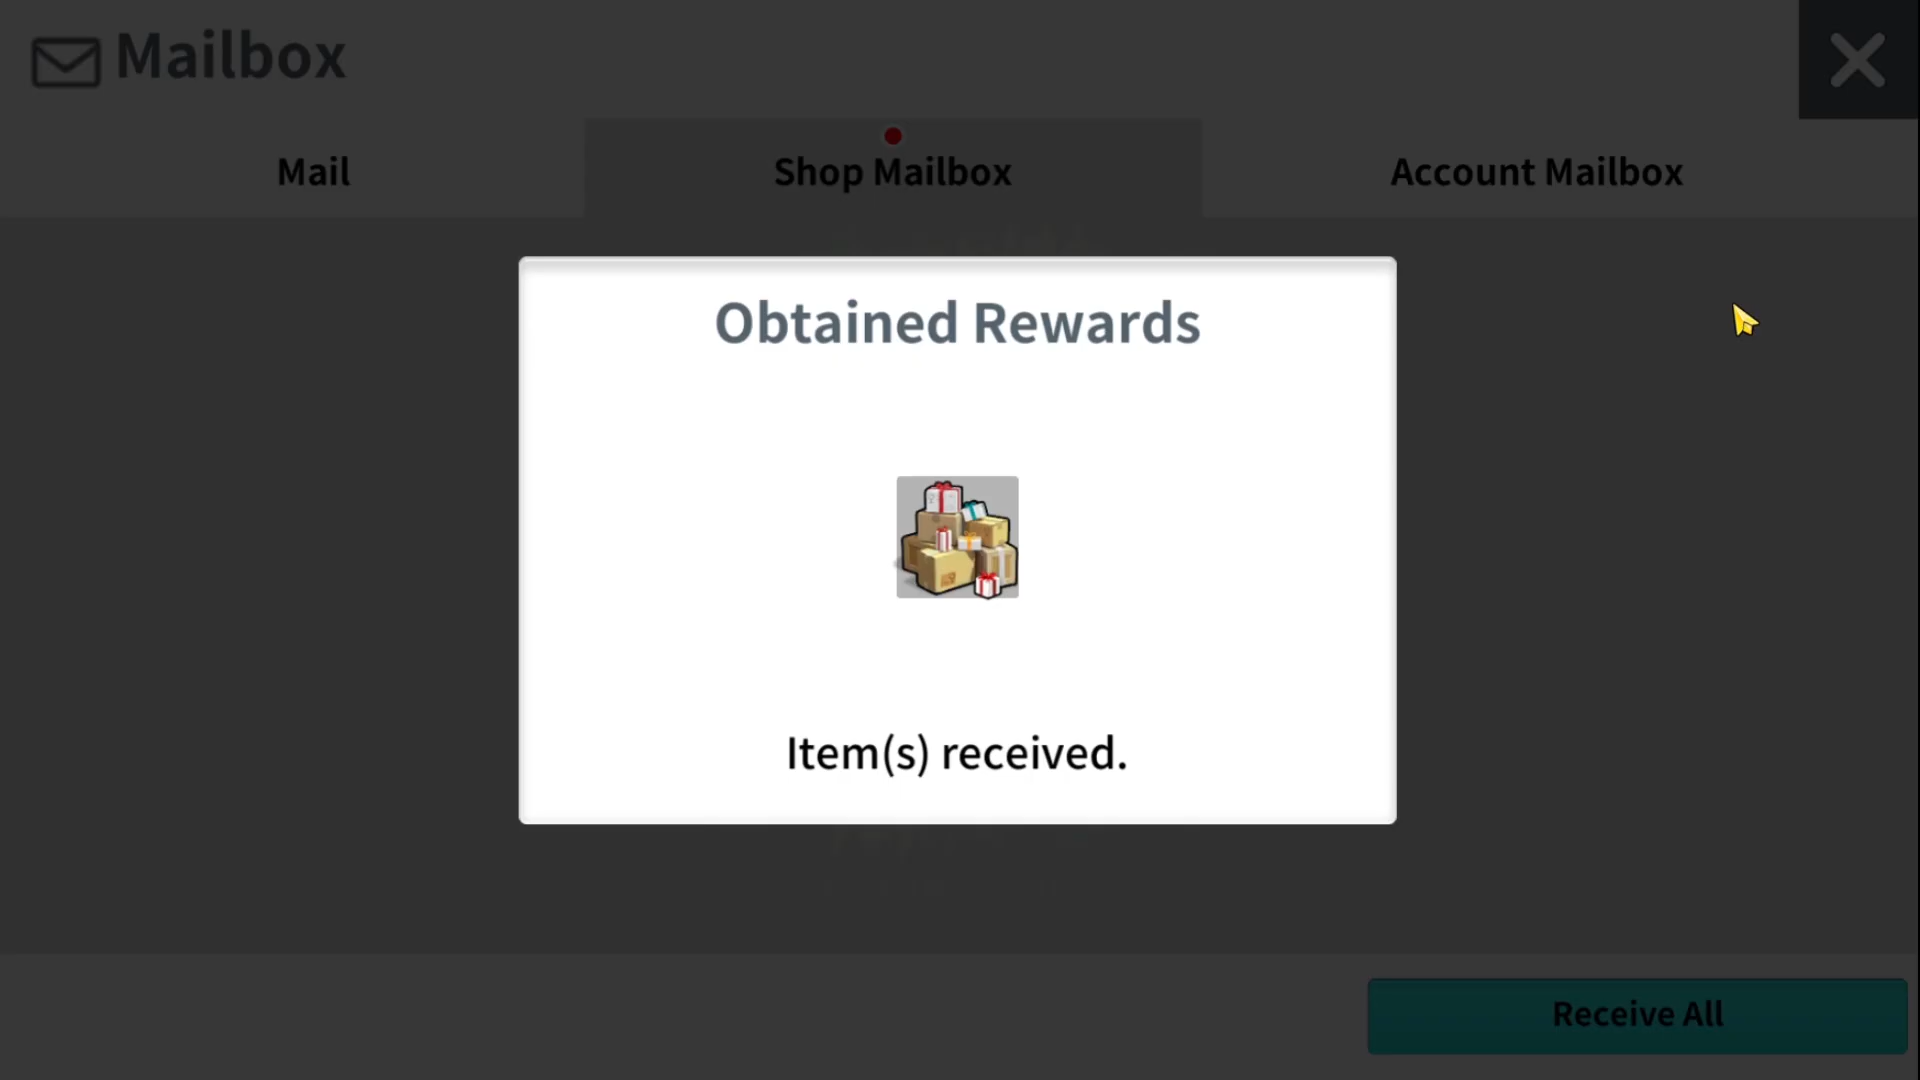 Mailbox
Mail
Shop Mailbox
Account Mailbox
Obtained Rewards
Item(s) received.
Receive All